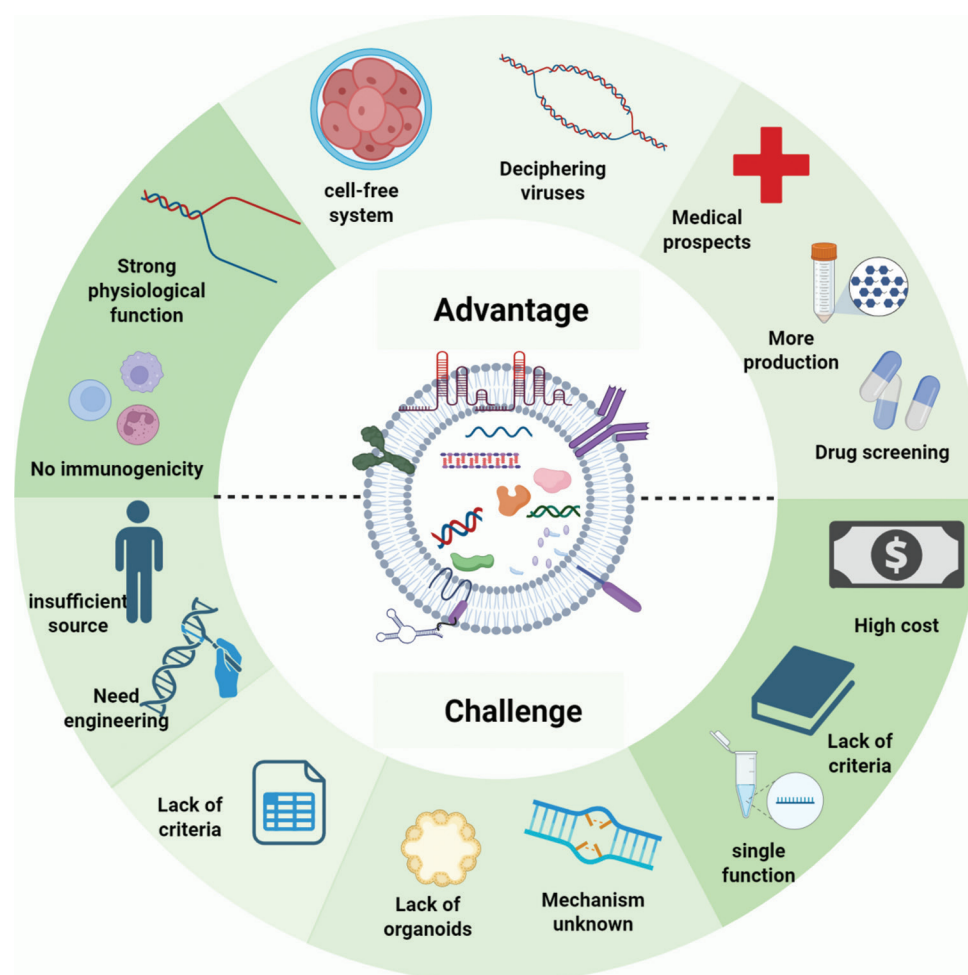 cell-free
system
Deciphering
viruses
Medical
prospects
Strong
physiological
function
Advantage
More
production
Drug screening
No immunogenicity
$
insufficient
source
High cost
Need
engineering
Challenge
Lack of
criteria
Lack of
criteria
single
function
Lack of
organoids
Mechanism
unknown